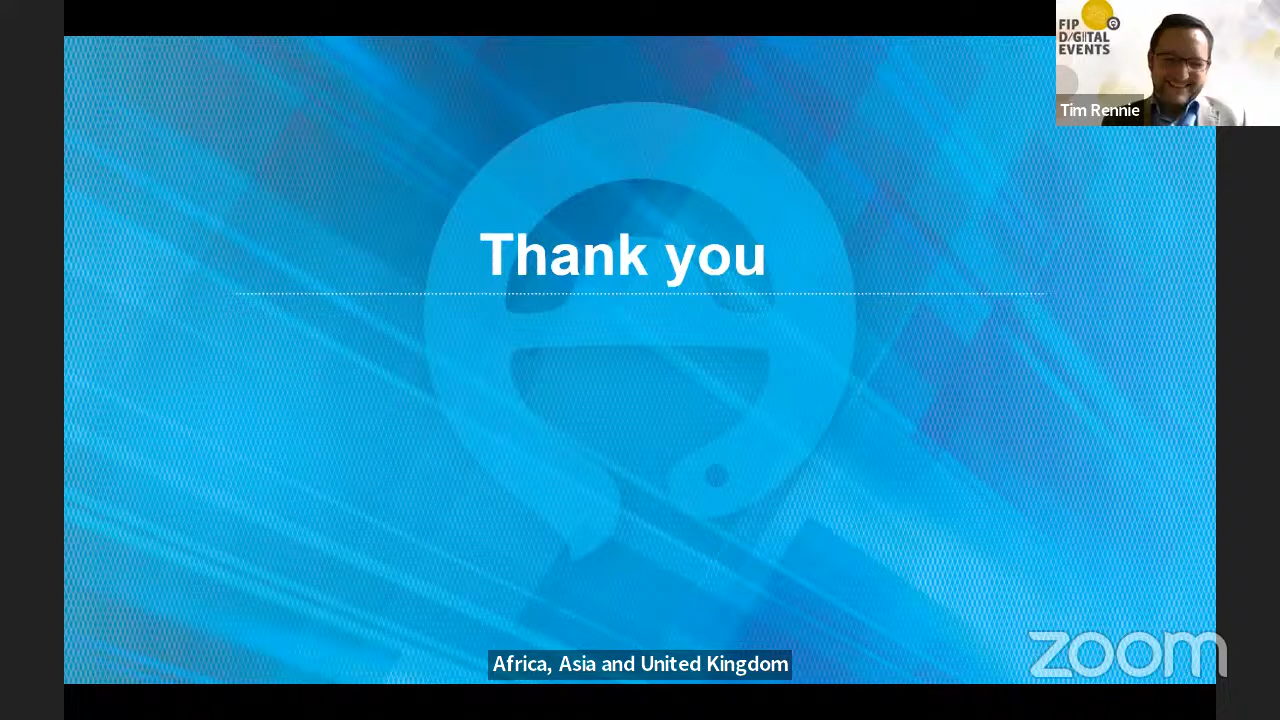 FIP
DIGITAL
EVENTS
Tim Rennie
Thank you
Africa, Asia and United Kingdom
zoom